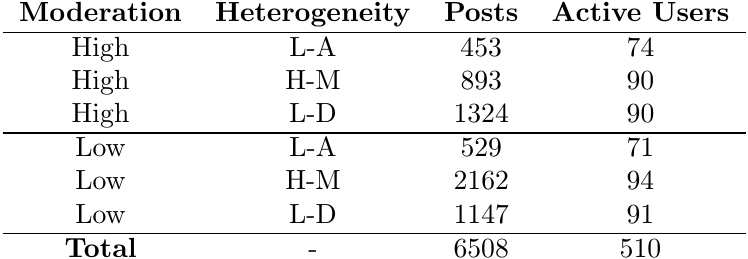 Moderation Heterogeneity Posts Active Users
High L-A 453 74
High H-M 893 90
High L-D 1324 90
Low L-A 529 71
Low H-M 2162 94
Low L-D 1147 91
Total - 6508 510